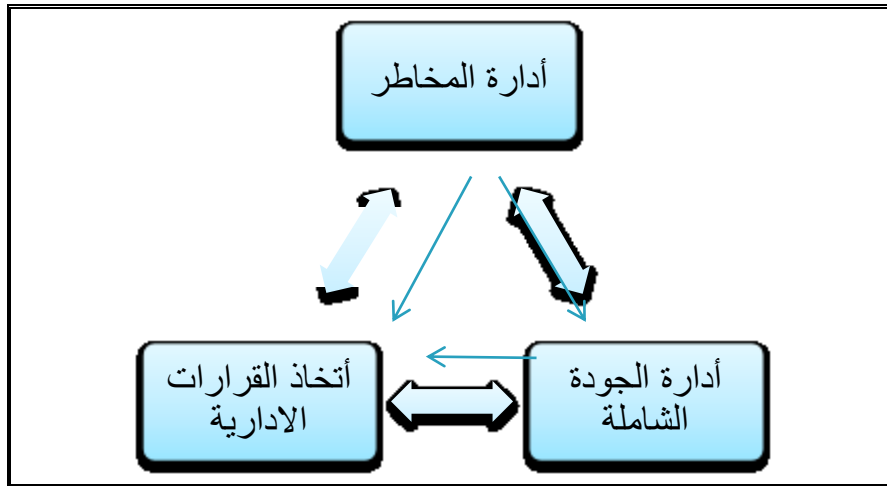 أدارة المخاطر
أتخاذ القرارات
الادارية
أدارة الجودة
الشاملة